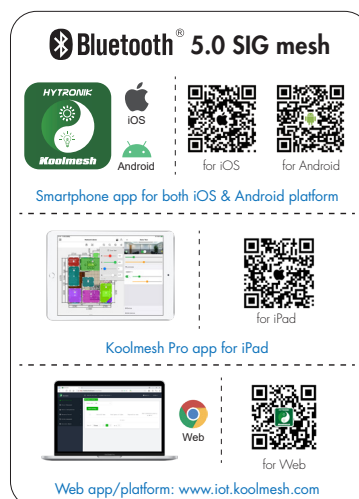 Bluetooth® 5.0 SIG mesh
HYTRONIK
Koolmesh
iOS
Android
for iOS
for Android
Smartphone app for both iOS & Android platform
for iPad
Koolmesh Pro app for iPad
Web
for Web
Web app/platform: www.iot.koolmesh.com